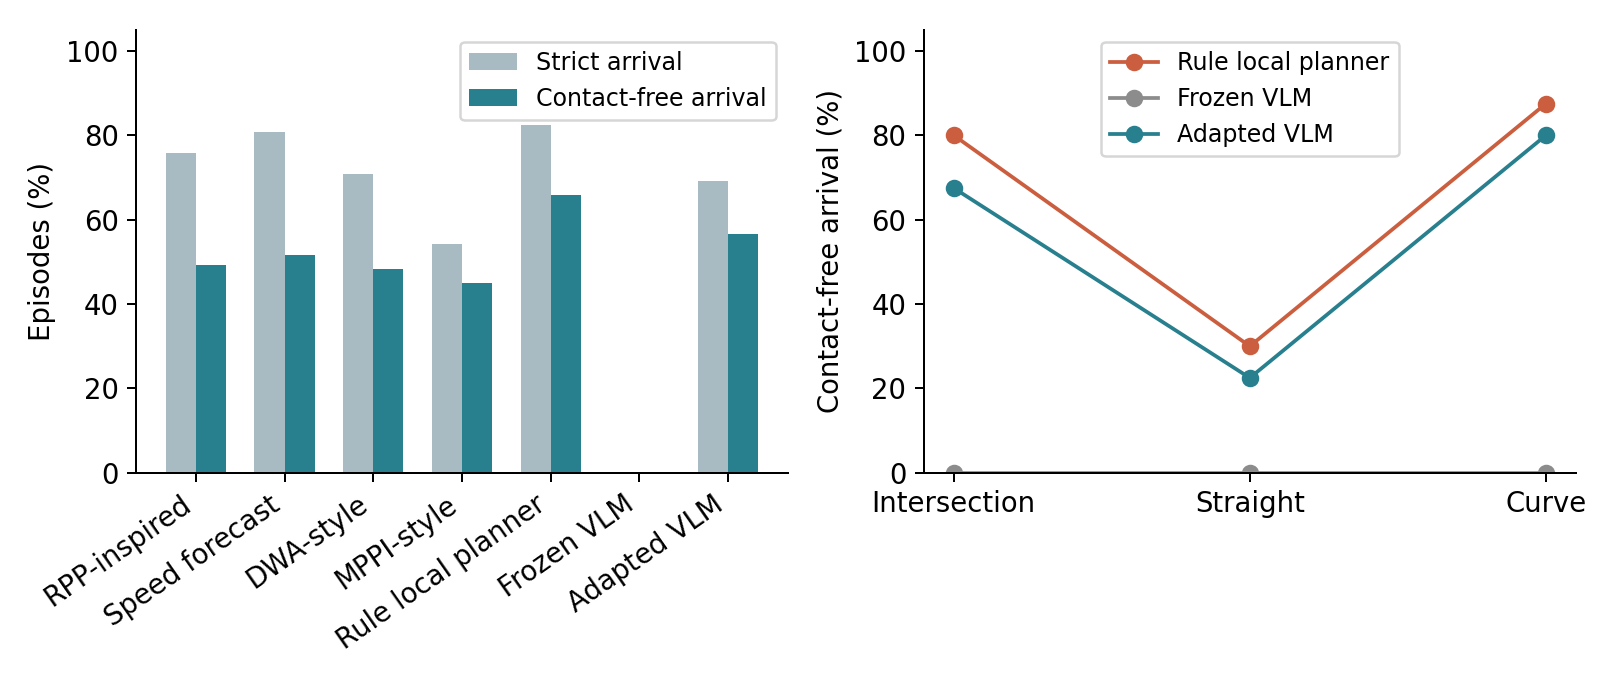 Episodes (%)
100
80
60
40
20
0
Strict arrival
Contact-free arrival
RPP-inspired
Speed forecast
DWA-style
MPPI-style
Rule local planner
Frozen VLM
Adapted VLM
Contact-free arrival (%)
100
80
60
40
20
0
Rule local planner
Frozen VLM
Adapted VLM
Intersection
Straight
Curve